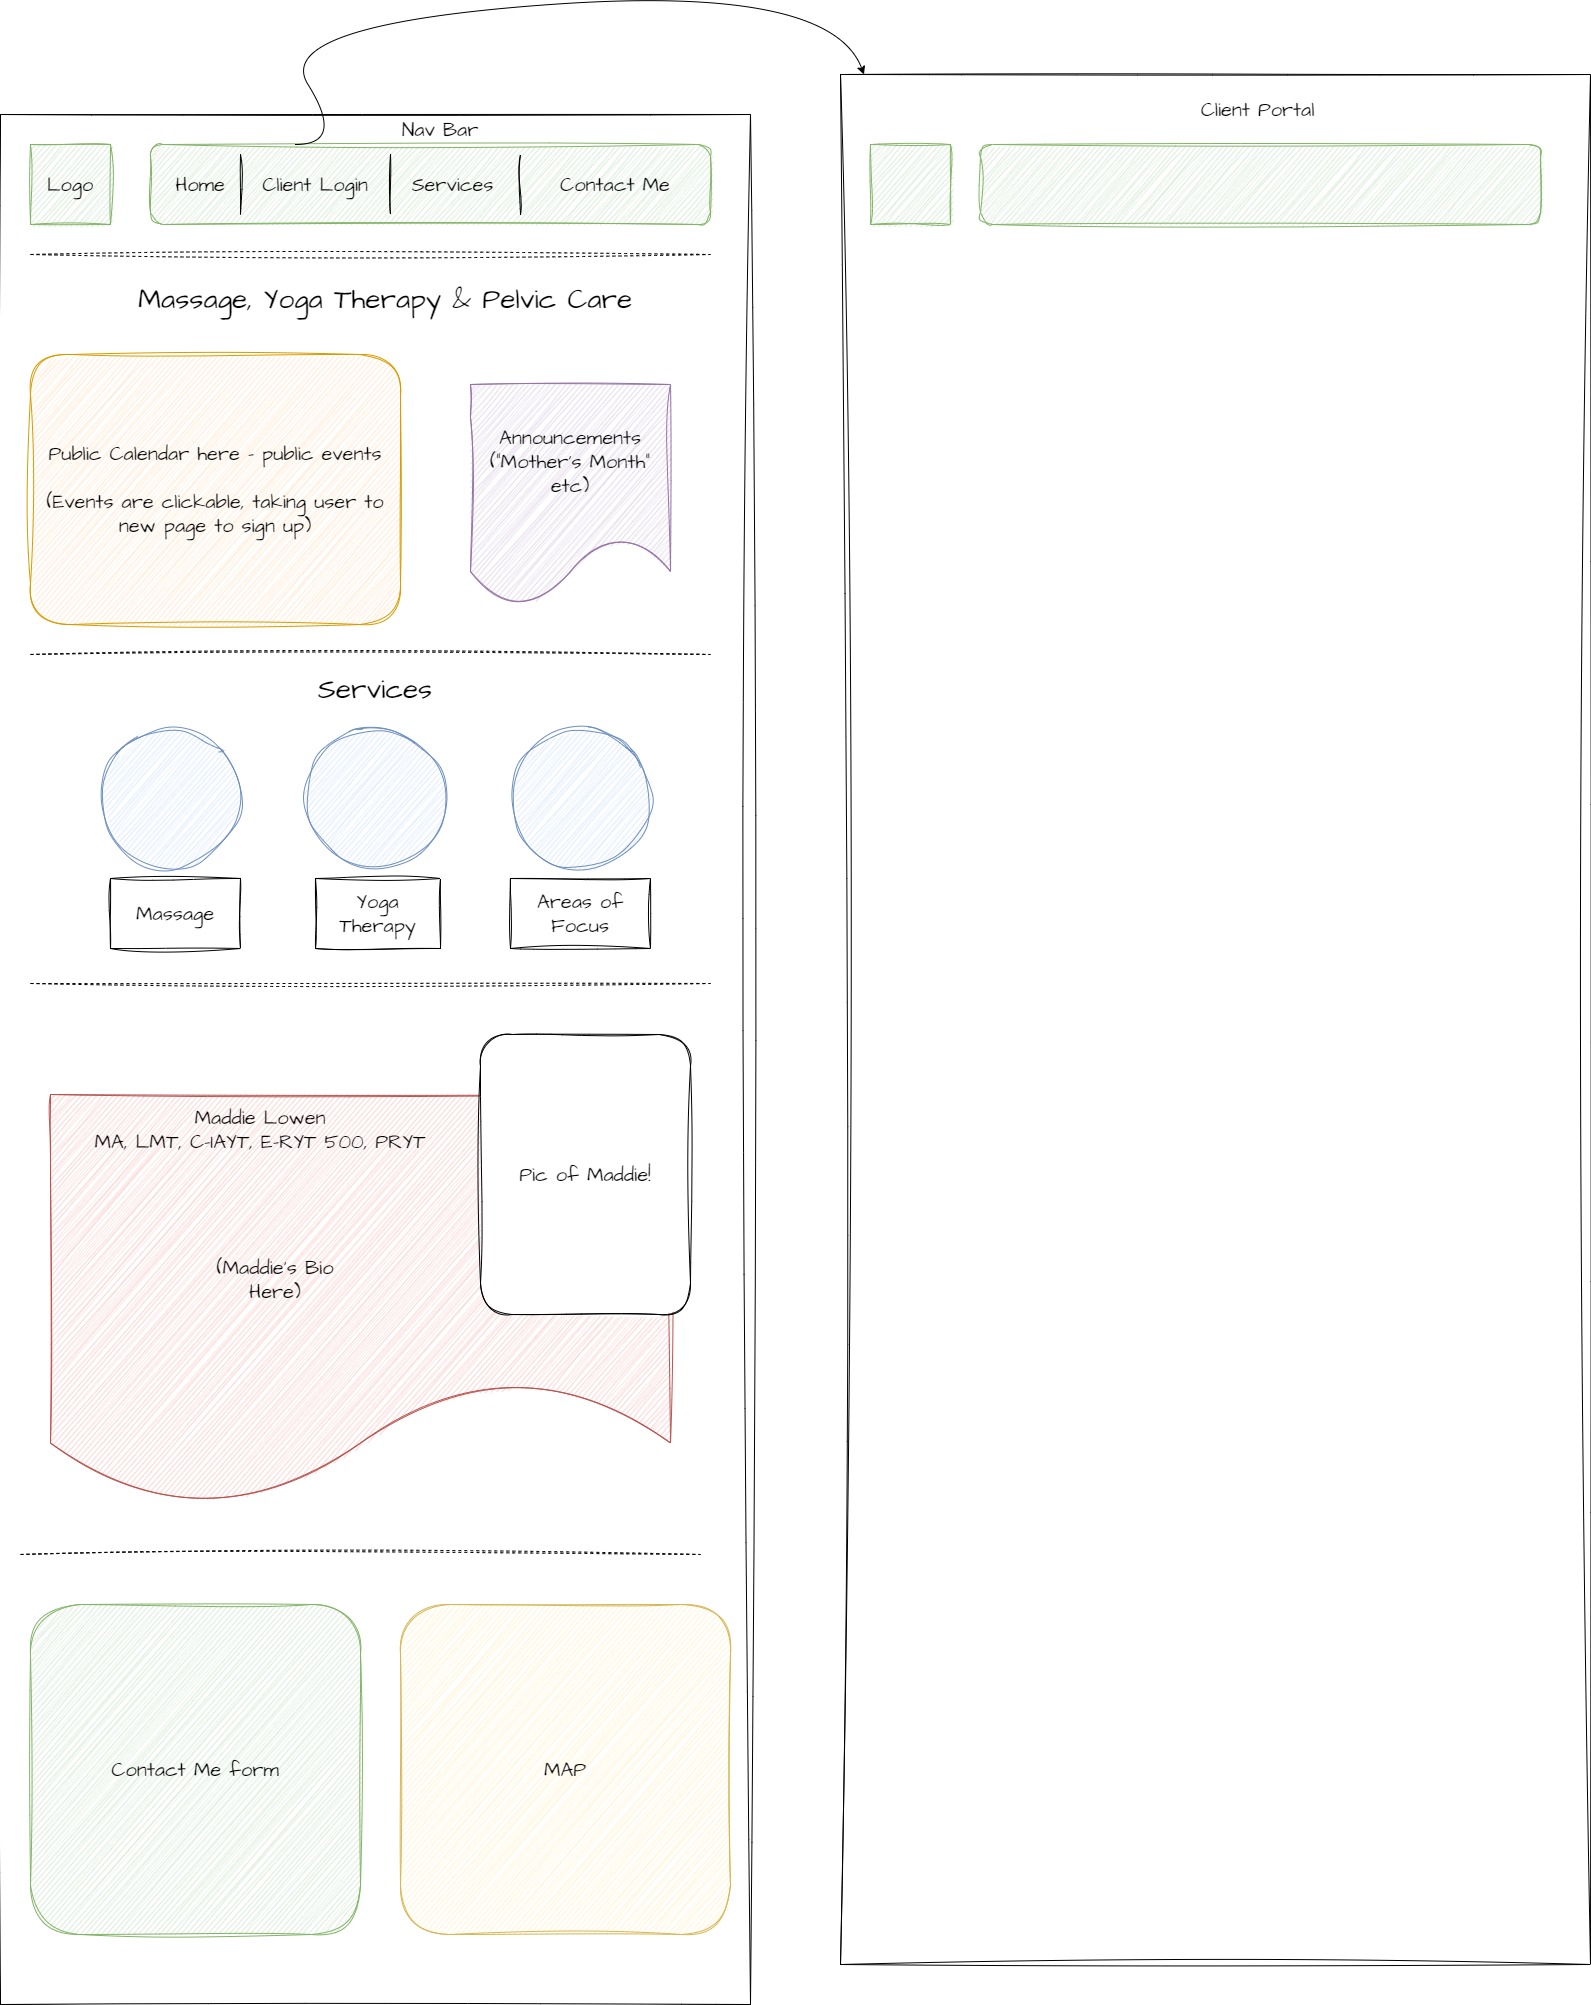 Client Portal
Nav Bar
Logo
Home
Client Login
Services
Contact Me
Massage, Yoga Therapy & Pelvic Care
Public Calendar here - public events
(Events are clickable, taking user to
new page to sign up)
Announcements
("Mother's Month"
etc)
Services
Massage
Yoga
Therapy
Areas of
Focus
Maddie Lowen
MA, LMT, C-IAYT, E-RYT 500, PRYT
Pic of Maddie!
(Maddie's Bio
Here)
Contact Me form
MAP